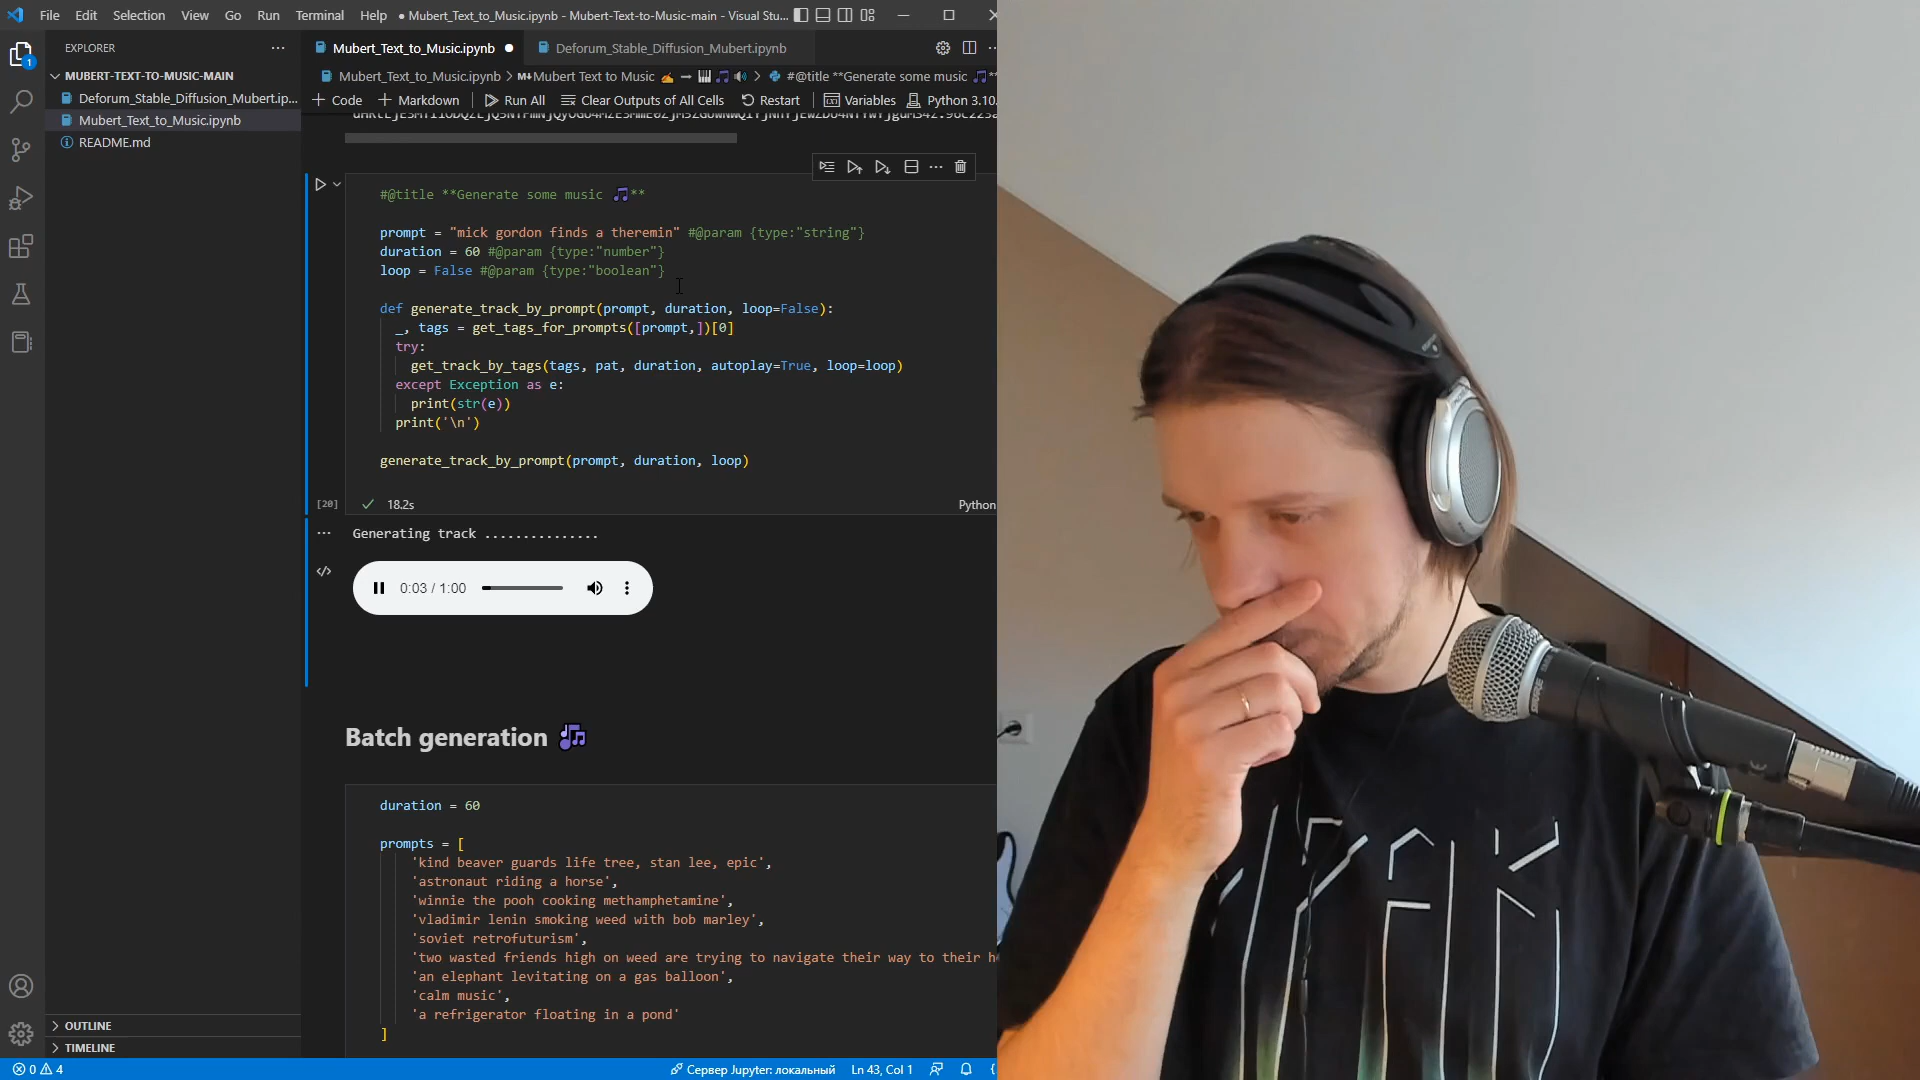 File Edit Selection View Go Run Terminal Help ● Mubert_Text_to_Music.ipynb - Mubert-Text-to-Music-main - Visual Stu...
EXPLORER
MUBERT-TEXT-TO-MUSIC-MAIN
Deforum_Stable_Diffusion_Mubert.ip...
Mubert_Text_to_Music.ipynb
README.md
OUTLINE
TIMELINE
Mubert_Text_to_Music.ipynb ● Deforum_Stable_Diffusion_Mubert.ipynb
Mubert_Text_to_Music.ipynb > M↓Mubert Text to Music > #@title **Generate some music 🎵**
+ Code + Markdown Run All Clear Outputs of All Cells Restart Variables Python 3.10.
#@title **Generate some music 🎵**
prompt = "mick gordon finds a theremin" #@param {type:"string"}
duration = 60 #@param {type:"number"}
loop = False #@param {type:"boolean"}
def generate_track_by_prompt(prompt, duration, loop=False):
_, tags = get_tags_for_prompts([prompt,])[0]
try:
get_track_by_tags(tags, pat, duration, autoplay=True, loop=loop)
except Exception as e:
print(str(e))
print('\n')
generate_track_by_prompt(prompt, duration, loop)
[20] ✓ 18.2s Python
Generating track ...............
0:03 / 1:00
Batch generation 🎶
duration = 60
prompts = [
'kind beaver guards life tree, stan lee, epic',
'astronaut riding a horse',
'winnie the pooh cooking methamphetamine',
'vladimir lenin smoking weed with bob marley',
'soviet retrofuturism',
'two wasted friends high on weed are trying to navigate their way to their h
'an elephant levitating on a gas balloon',
'calm music',
'a refrigerator floating in a pond'
]
0 4 Сервер Jupyter: локальный Ln 43, Col 1